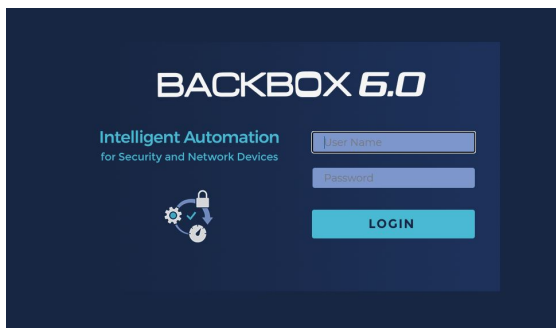 BACKBOX 6.0
Intelligent Automation
for Security and Network Devices
User Name
Password
LOGIN